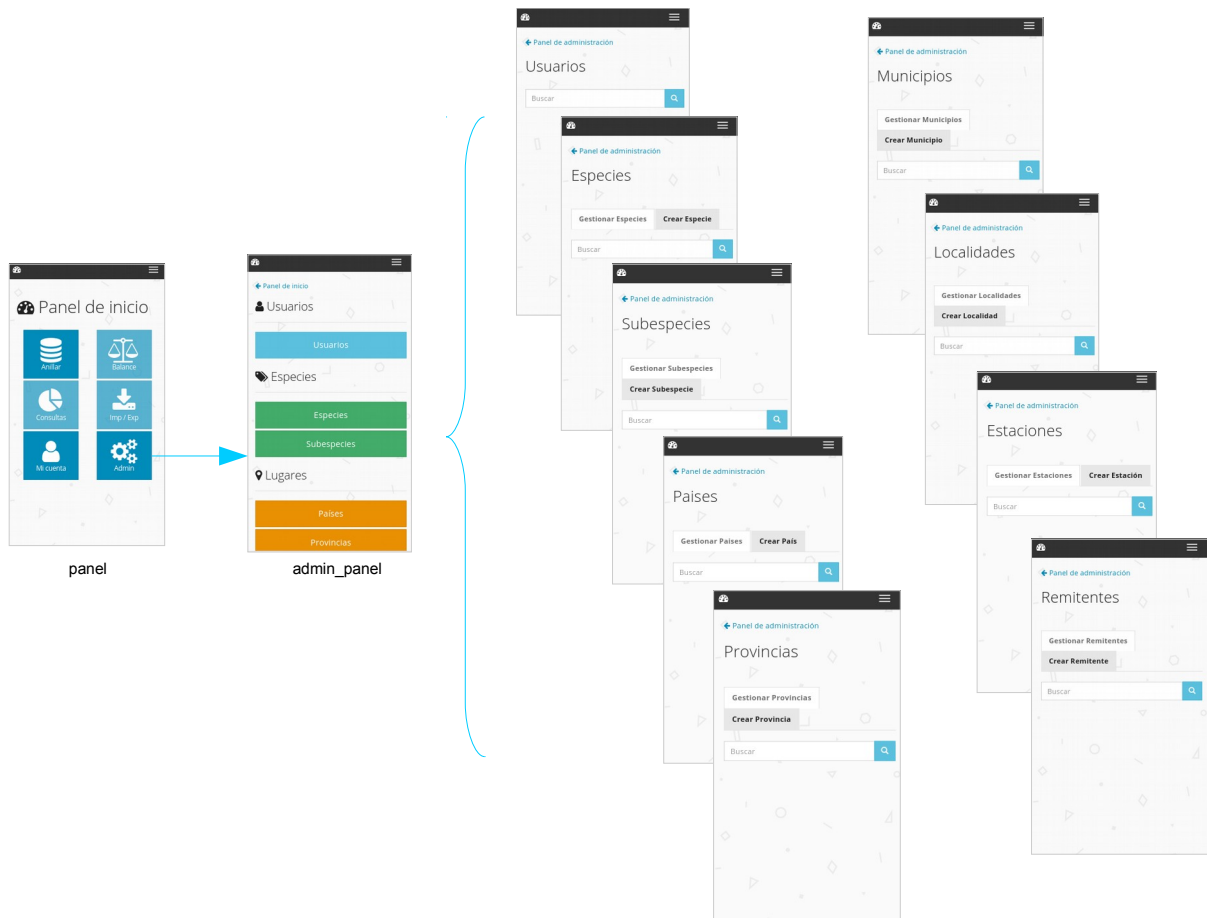 Panel de inicio
Anillar
Balance
Consultas
Imp / Exp
Mi cuenta
Admin
panel
Panel de inicio
Usuarios
Usuarios
Especies
Especies
Subespecies
Lugares
Países
Provincias
admin_panel
Panel de administración
Usuarios
Buscar
Panel de administración
Especies
Gestionar Especies
Crear Especie
Buscar
Panel de administración
Subespecies
Gestionar Subespecies
Crear Subespecie
Buscar
Panel de administración
Paises
Gestionar Paises
Crear País
Buscar
Panel de administración
Provincias
Gestionar Provincias
Crear Provincia
Buscar
Panel de administración
Municipios
Gestionar Municipios
Crear Municipio
Buscar
Panel de administración
Localidades
Gestionar Localidades
Crear Localidad
Buscar
Panel de administración
Estaciones
Gestionar Estaciones
Crear Estación
Buscar
Panel de administración
Remitentes
Gestionar Remitentes
Crear Remitente
Buscar